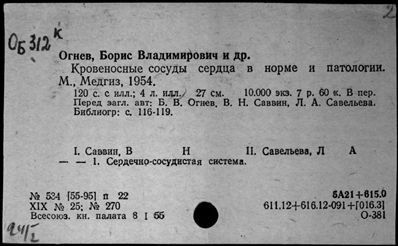 ОБ312к
2
Огнев, Борис Владимирович и др.
Кровеносные сосуды сердца в норме и патологии.
М., Медгиз, 1954.
120 с. с илл.; 4 л. илл. 27 см. 10.000 экз. 7 р. 60 к. В пер.
Перед загл. авт: Б. В. Огнев, В. Н. Саввин, Л. А. Савельева.
Библиогр: с. 116-119.
I. Саввин, В Н II. Савельева, Л А
— — 1. Сердечно-сосудистая система.
№ 534 [55-95] п 22 5А21+615.0
XIX № 25; № 270 611.12+616.12-091+[016.3]
Всесоюз. кн. палата 8 I 55 О-381